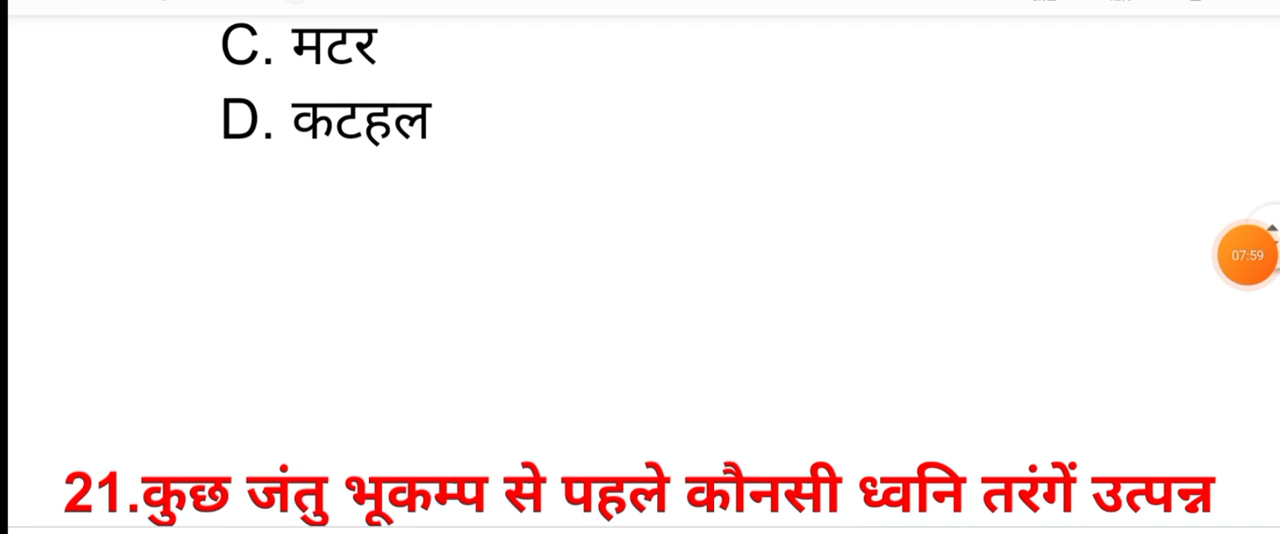 C. मटर
D. कटहल
07:59
21.कुछ जंतु भूकम्प से पहले कौनसी ध्वनि तरंगें उत्पन्न